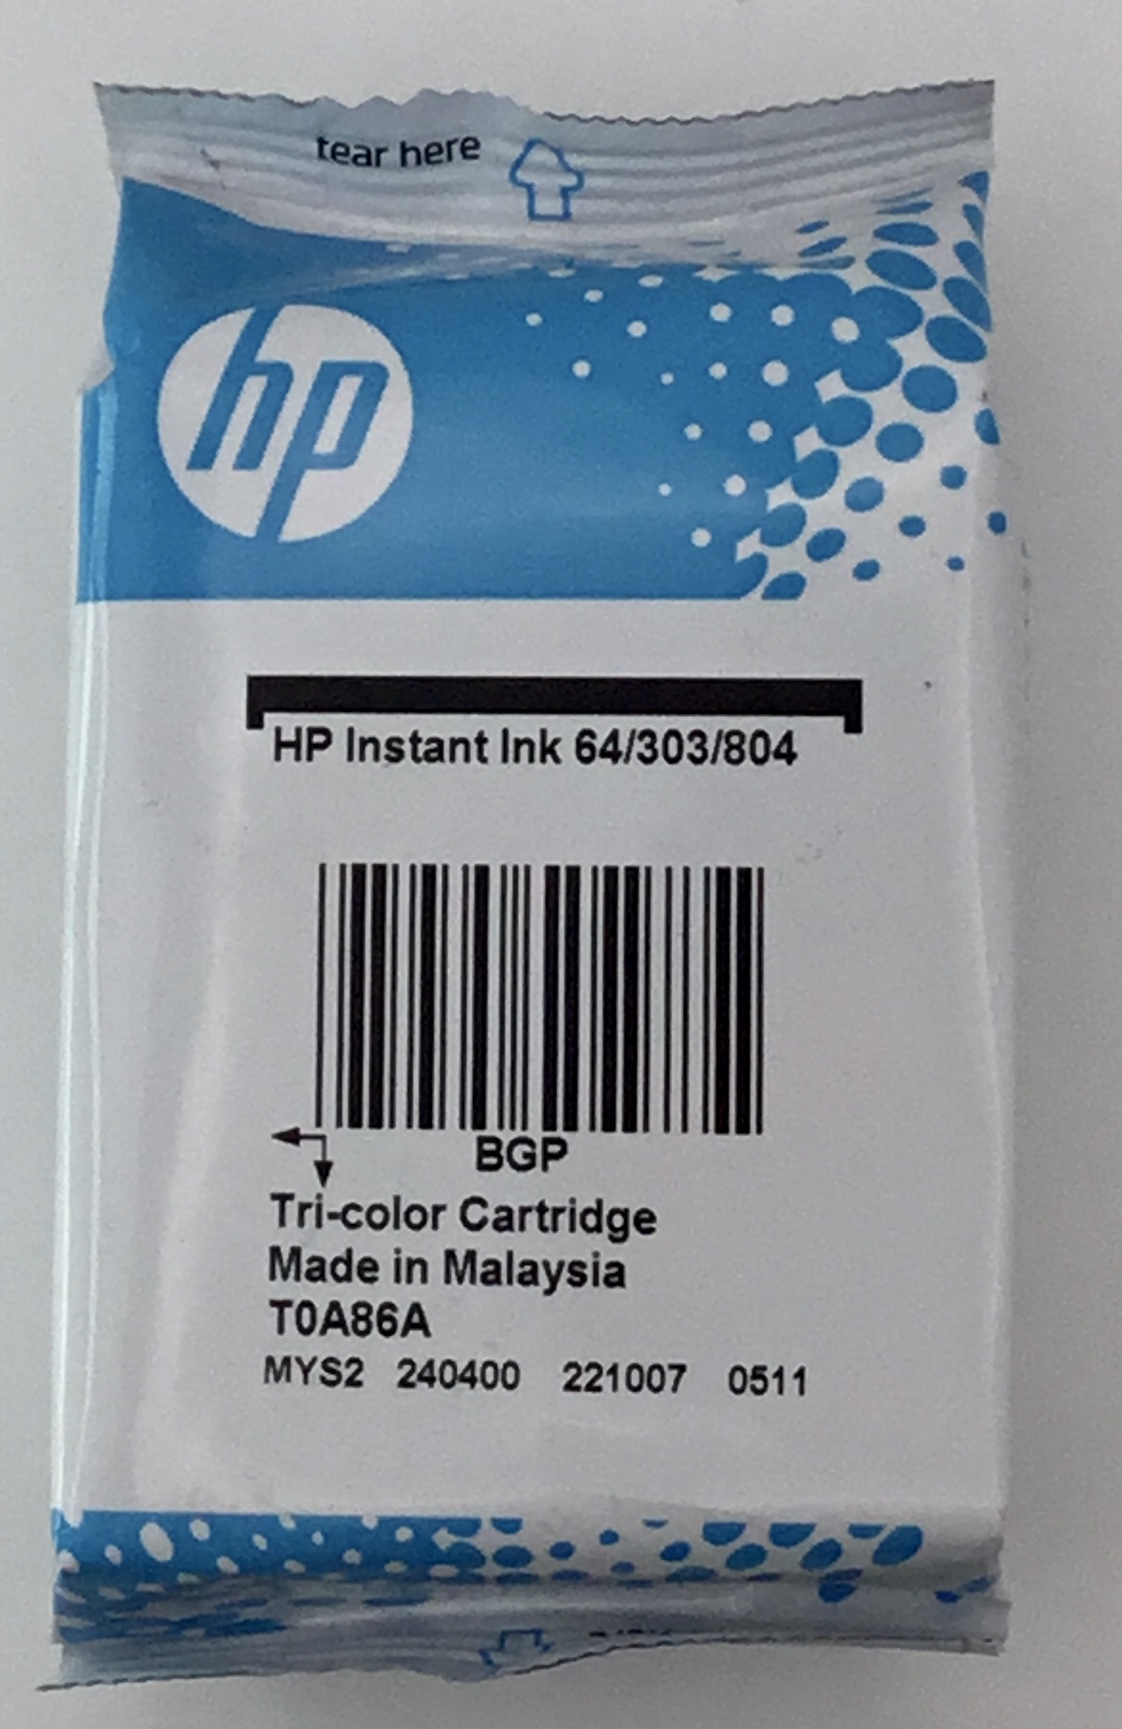 tear here
hp
HP Instant Ink 64/303/804
BGP
Tri-color Cartridge
Made in Malaysia
T0A86A
MYS2 240400 221007 0511